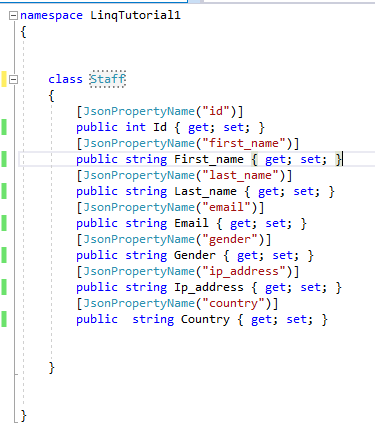 namespace LinqTutorial1
{
class Staff
{
[JsonPropertyName("id")]
public int Id { get; set; }
[JsonPropertyName("first_name")]
public string First_name { get; set; }
[JsonPropertyName("last_name")]
public string Last_name { get; set; }
[JsonPropertyName("email")]
public string Email { get; set; }
[JsonPropertyName("gender")]
public string Gender { get; set; }
[JsonPropertyName("ip_address")]
public string Ip_address { get; set; }
[JsonPropertyName("country")]
public  string Country { get; set; }
}
}